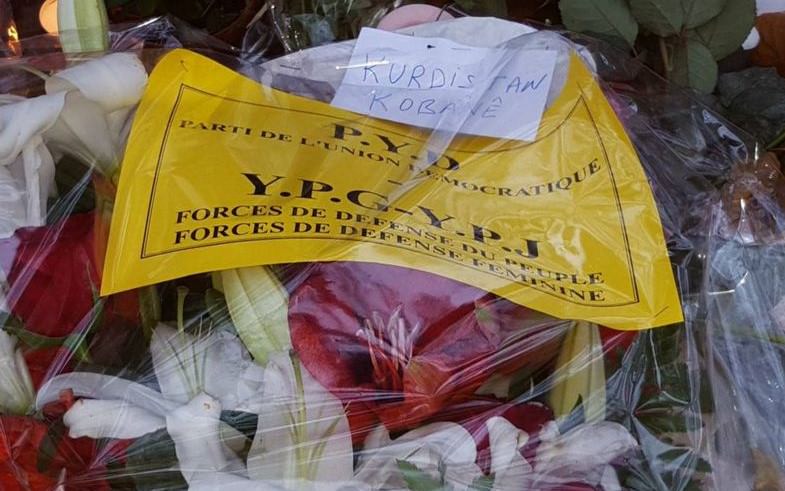 KURDISTAN
KOBANÊ
P.Y.D
PARTI DE L'UNION DEMOCRATIQUE
Y.P.G-Y.P.J
FORCES DE DEFENSE DU PEUPLE
FORCES DE DEFENSE FEMININE